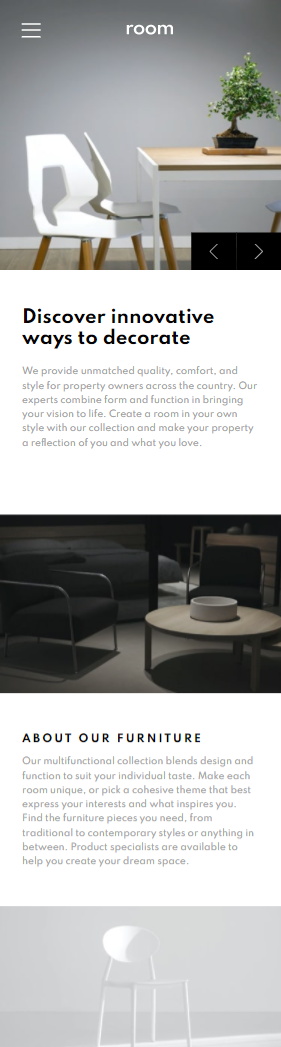 room
Discover innovative
ways to decorate
We provide unmatched quality, comfort, and
style for property owners across the country. Our
experts combine form and function in bringing
your vision to life. Create a room in your own
style with our collection and make your property
a reflection of you and what you love.
ABOUT OUR FURNITURE
Our multifunctional collection blends design and
function to suit your individual taste. Make each
room unique, or pick a cohesive theme that best
express your interests and what inspires you.
Find the furniture pieces you need, from
traditional to contemporary styles or anything in
between. Product specialists are available to
help you create your dream space.